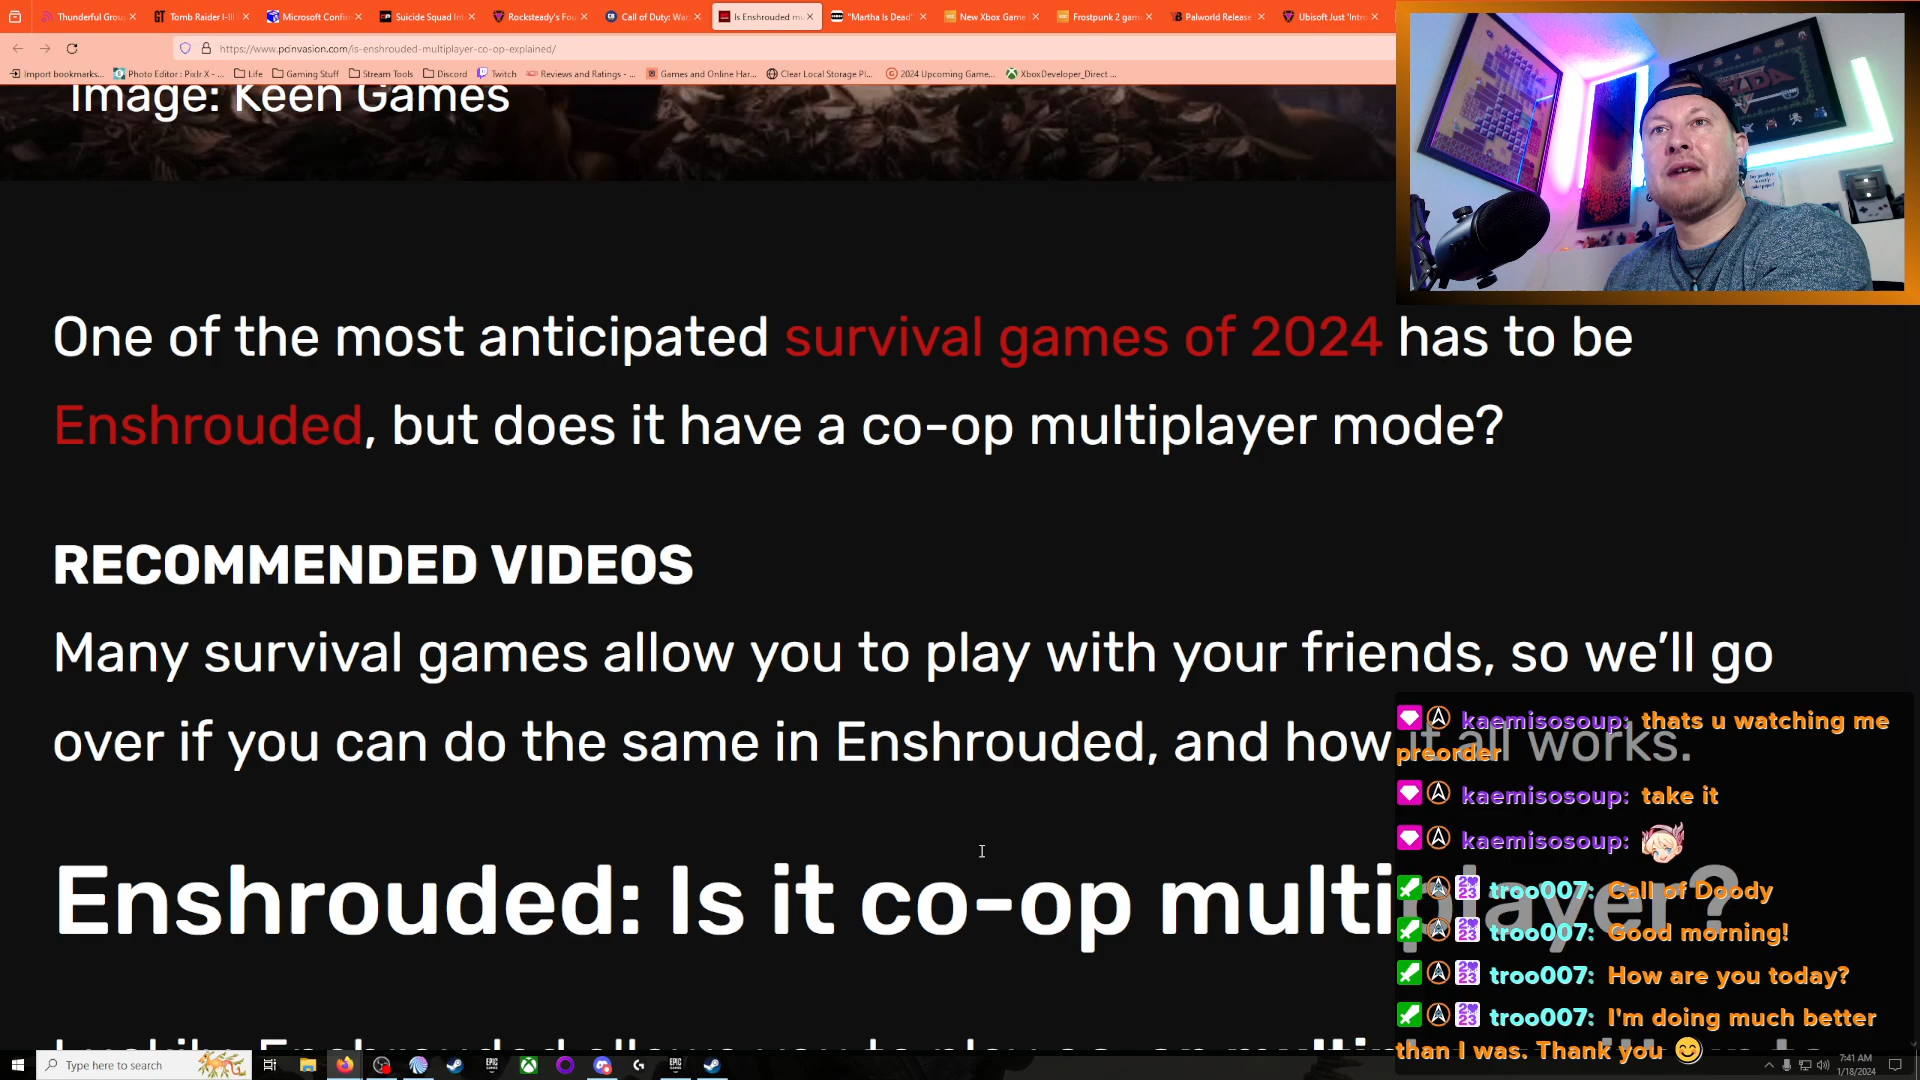 Thunderful Grou
Tomb Raider I-III
Microsoft Confir
Suicide Squad Int
Rocksteady's Fou
Call of Duty: War
Is Enshrouded mu
"Martha Is Dead"
New Xbox Game
Frostpunk 2 gam
Palworld Release
Ubisoft Just 'Intro
https://www.pcinvasion.com/is-enshrouded-multiplayer-co-op-explained/
Import bookmarks...
Photo Editor : Pixlr X - ...
Life
Gaming Stuff
Stream Tools
Discord
Twitch
Reviews and Ratings - ...
Games and Online Har...
Clear Local Storage Pl...
2024 Upcoming Game...
XboxDeveloper_Direct ...
Image: Keen Games
One of the most anticipated survival games of 2024 has to be
Enshrouded, but does it have a co-op multiplayer mode?
RECOMMENDED VIDEOS
Many survival games allow you to play with your friends, so we'll go
over if you can do the same in Enshrouded, and how it all works.
Enshrouded: Is it co-op multiplayer?
kaemisosoup: thats u watching me
preorder
kaemisosoup: take it
kaemisosoup:
troo007: Call of Doody
troo007: Good morning!
troo007: How are you today?
troo007: I'm doing much better
than I was. Thank you 😊
Type here to search
7:41 AM
1/18/2024